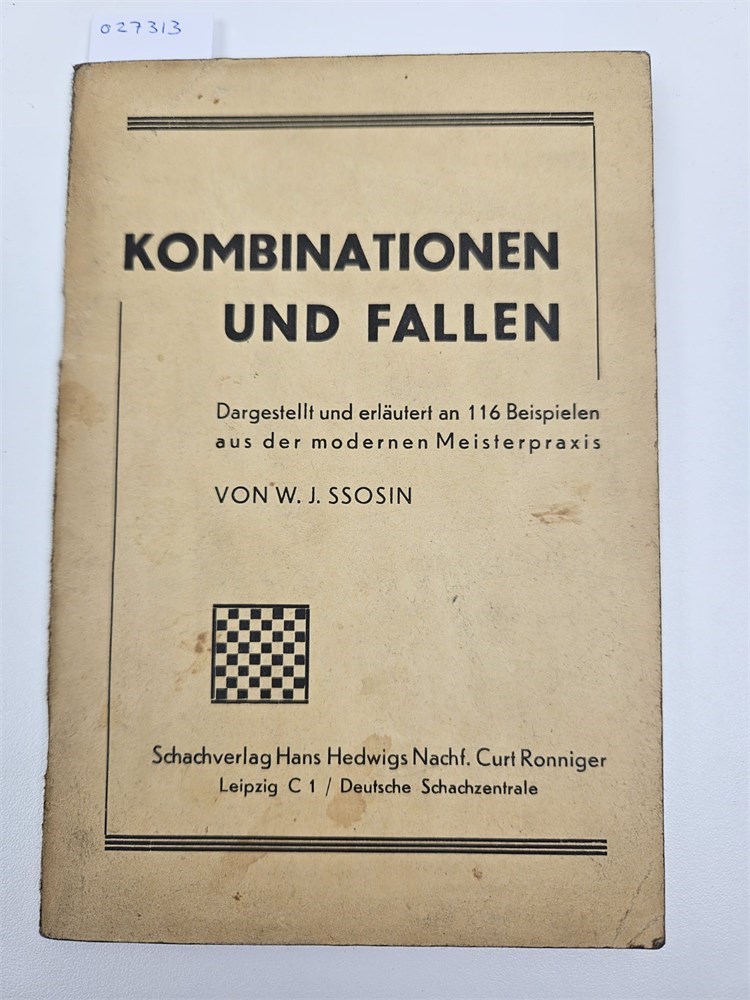 027313
KOMBINATIONEN
UND FALLEN
Dargestellt und erläutert an 116 Beispielen
aus der modernen Meisterpraxis
VON W. J. SSOSIN
Schachverlag Hans Hedwigs Nachf. Curt Ronniger
Leipzig C 1 / Deutsche Schachzentrale